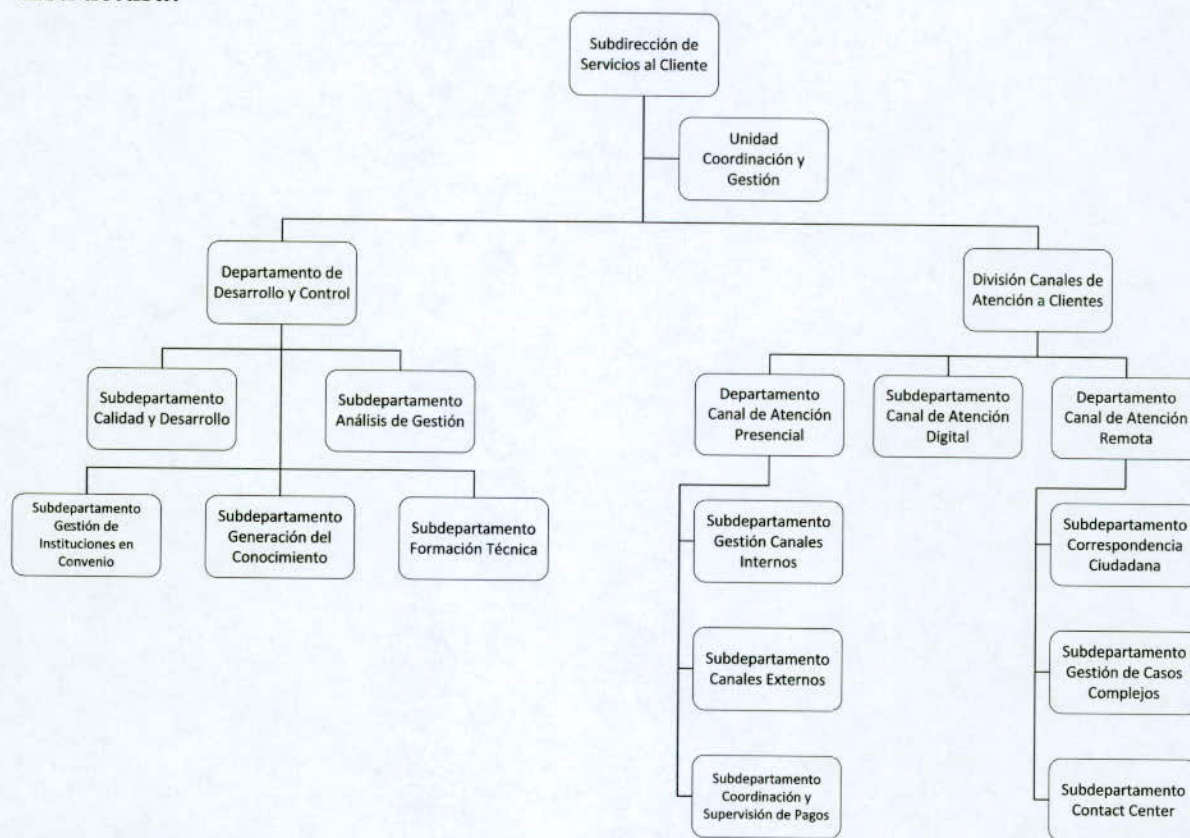 Subdirección de
Servicios al Cliente
Unidad
Coordinación y
Gestión
Departamento de
Desarrollo y Control
División Canales de
Atención a Clientes
Subdepartamento
Calidad y Desarrollo
Subdepartamento
Análisis de Gestión
Departamento
Canal de Atención
Presencial
Subdepartamento
Canal de Atención
Digital
Departamento
Canal de Atención
Remota
Subdepartamento
Gestión de
Instituciones en
Convenio
Subdepartamento
Generación del
Conocimiento
Subdepartamento
Formación Técnica
Subdepartamento
Gestión Canales
Internos
Subdepartamento
Correspondencia
Ciudadana
Subdepartamento
Canales Externos
Subdepartamento
Gestión de Casos
Complejos
Subdepartamento
Coordinación y
Supervisión de Pagos
Subdepartamento
Contact Center